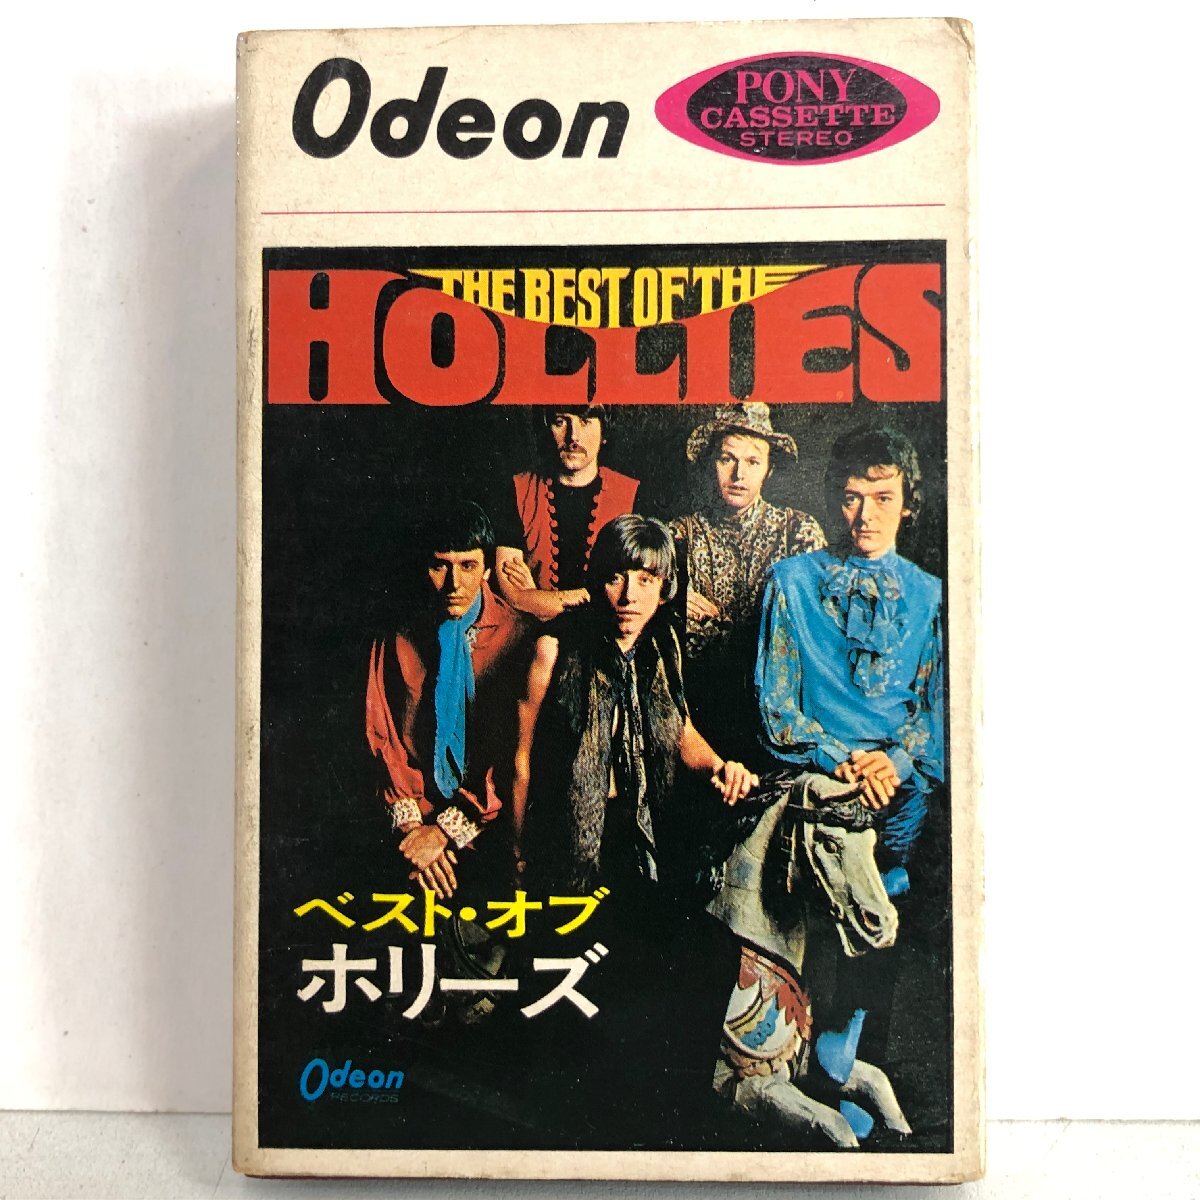 Odeon
PONY
CASSETTE
STEREO
THE BEST OF THE
HOLLIES
ベスト・オブ
ホリーズ
Odeon
RECORDS